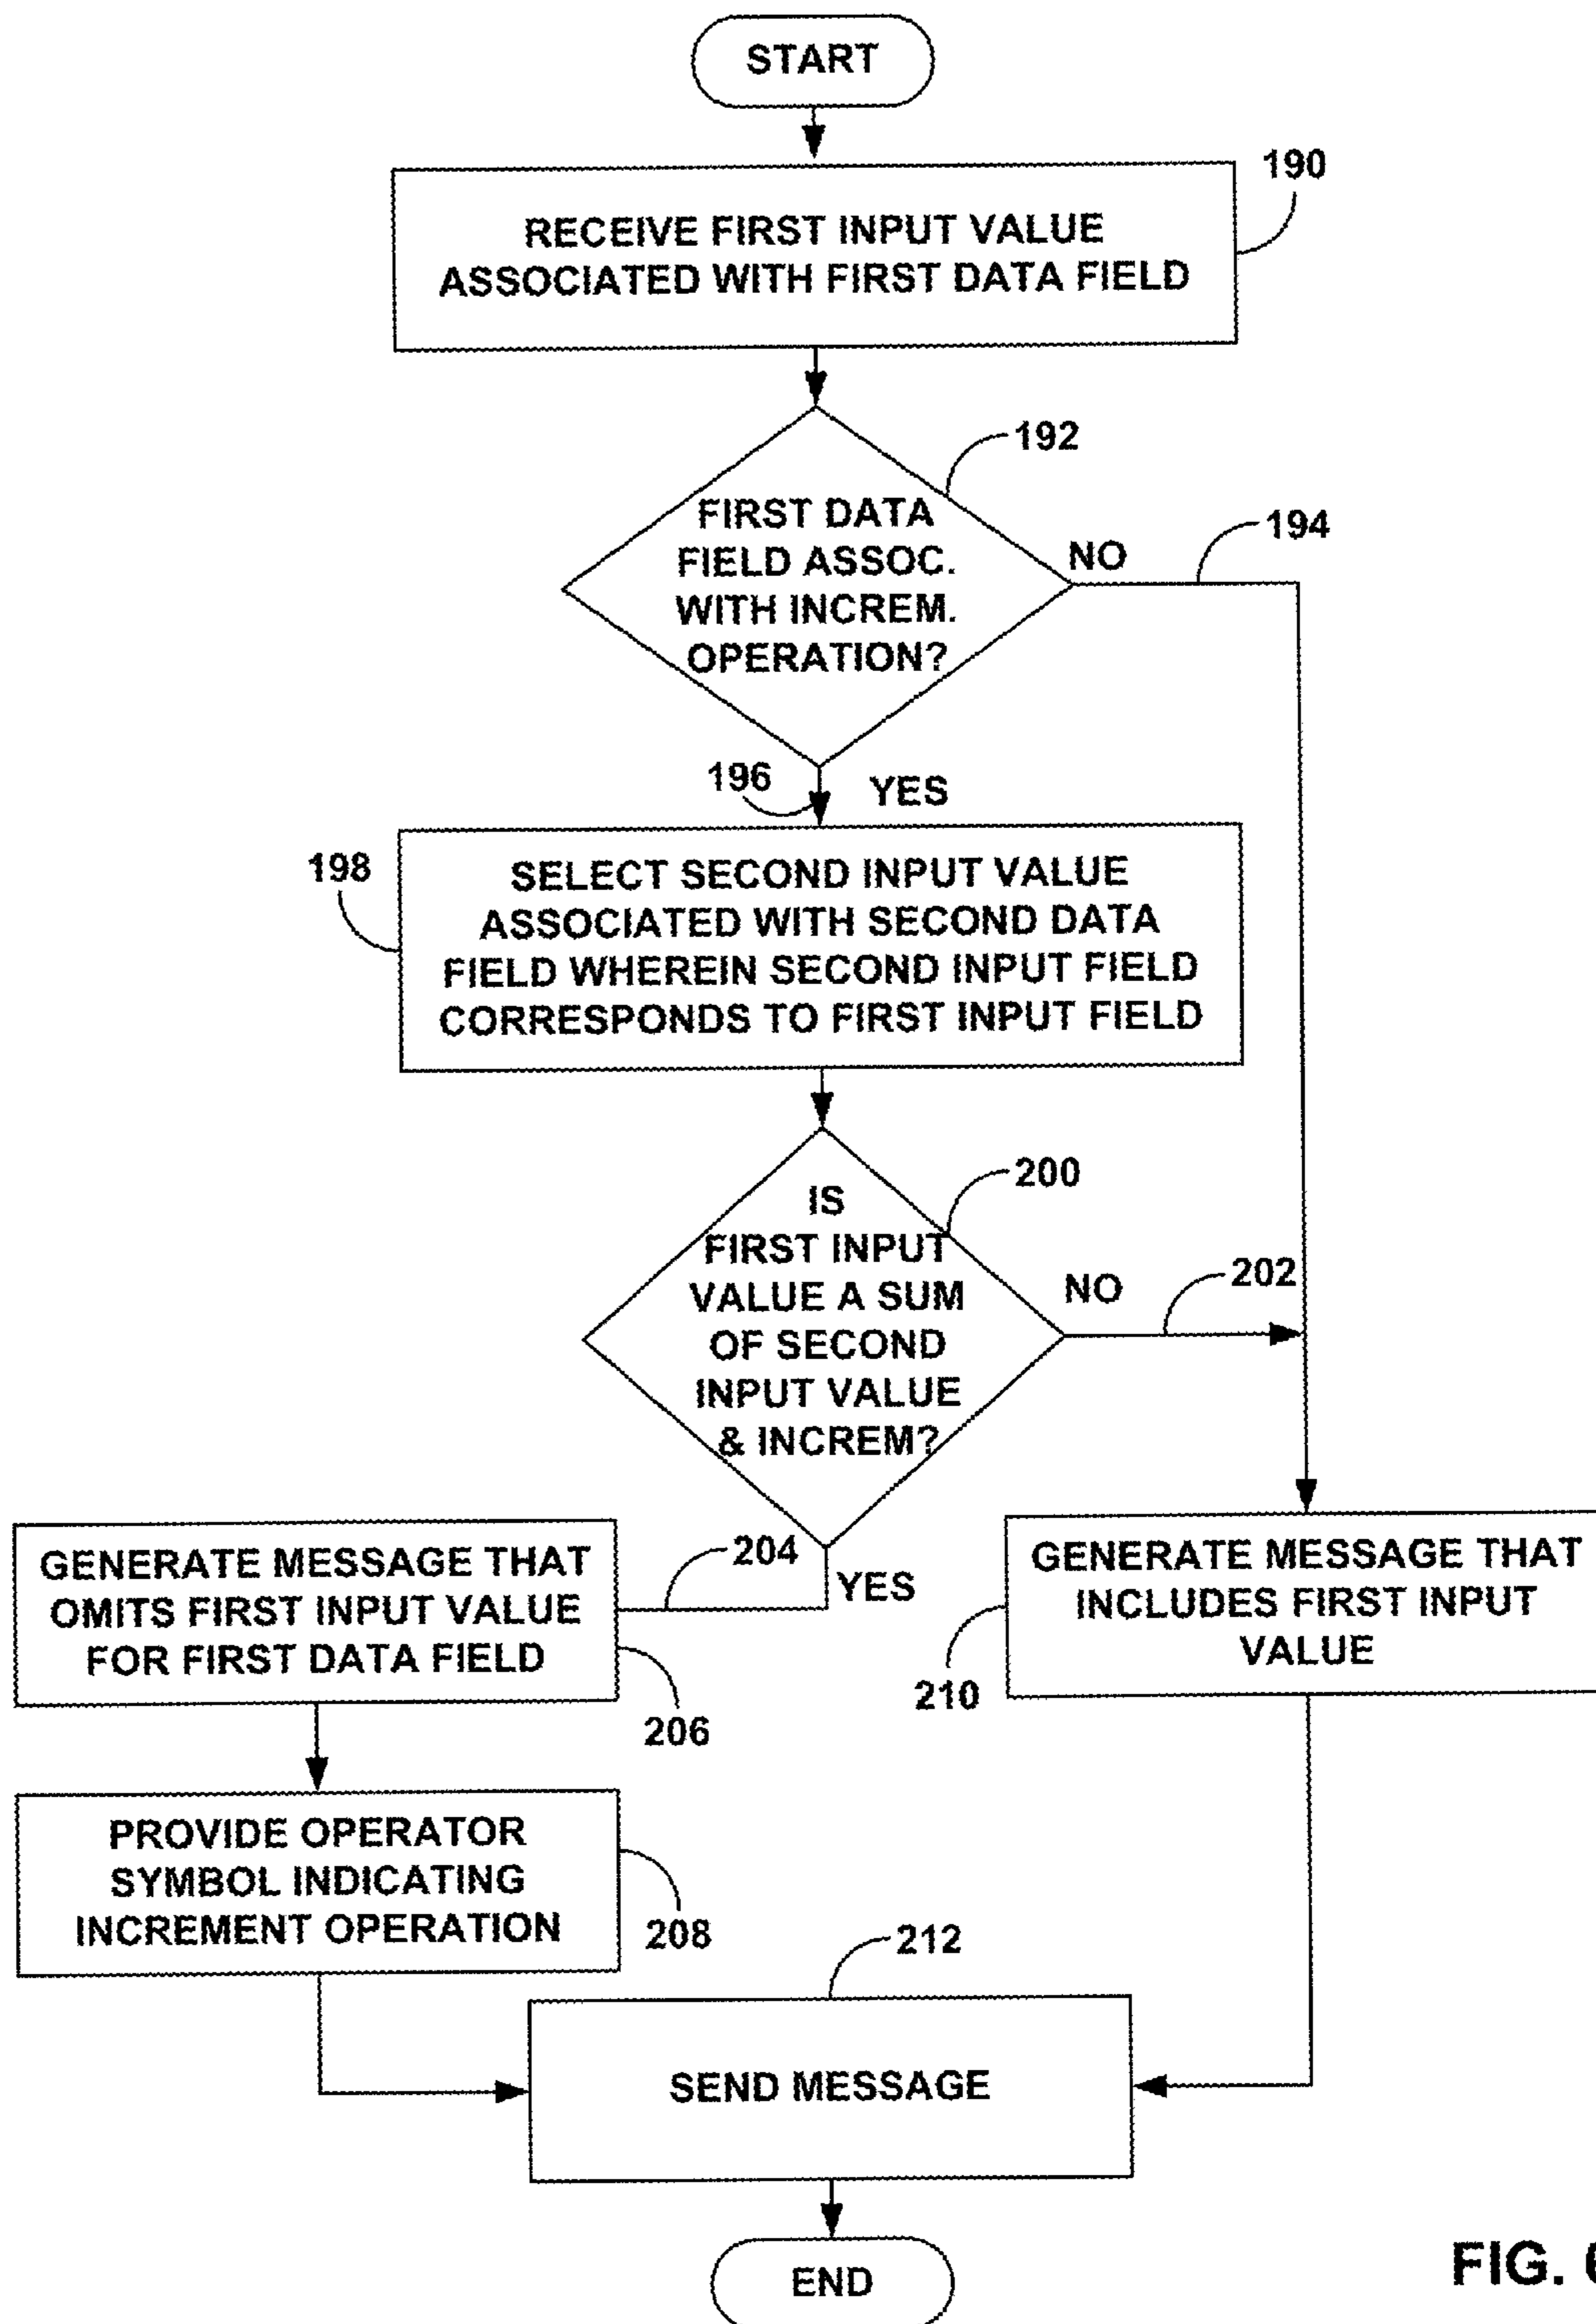 START
190
RECEIVE FIRST INPUT VALUE
ASSOCIATED WITH FIRST DATA FIELD
192
FIRST DATA
FIELD ASSOC.
WITH INCREM.
OPERATION?
NO
194
196
YES
198
SELECT SECOND INPUT VALUE
ASSOCIATED WITH SECOND DATA
FIELD WHEREIN SECOND INPUT FIELD
CORRESPONDS TO FIRST INPUT FIELD
200
IS
FIRST INPUT
VALUE A SUM
OF SECOND
INPUT VALUE
& INCREM?
NO
202
204
YES
GENERATE MESSAGE THAT
OMITS FIRST INPUT VALUE
FOR FIRST DATA FIELD
206
GENERATE MESSAGE THAT
INCLUDES FIRST INPUT
VALUE
210
PROVIDE OPERATOR
SYMBOL INDICATING
INCREMENT OPERATION
208
212
SEND MESSAGE
END
FIG. 6